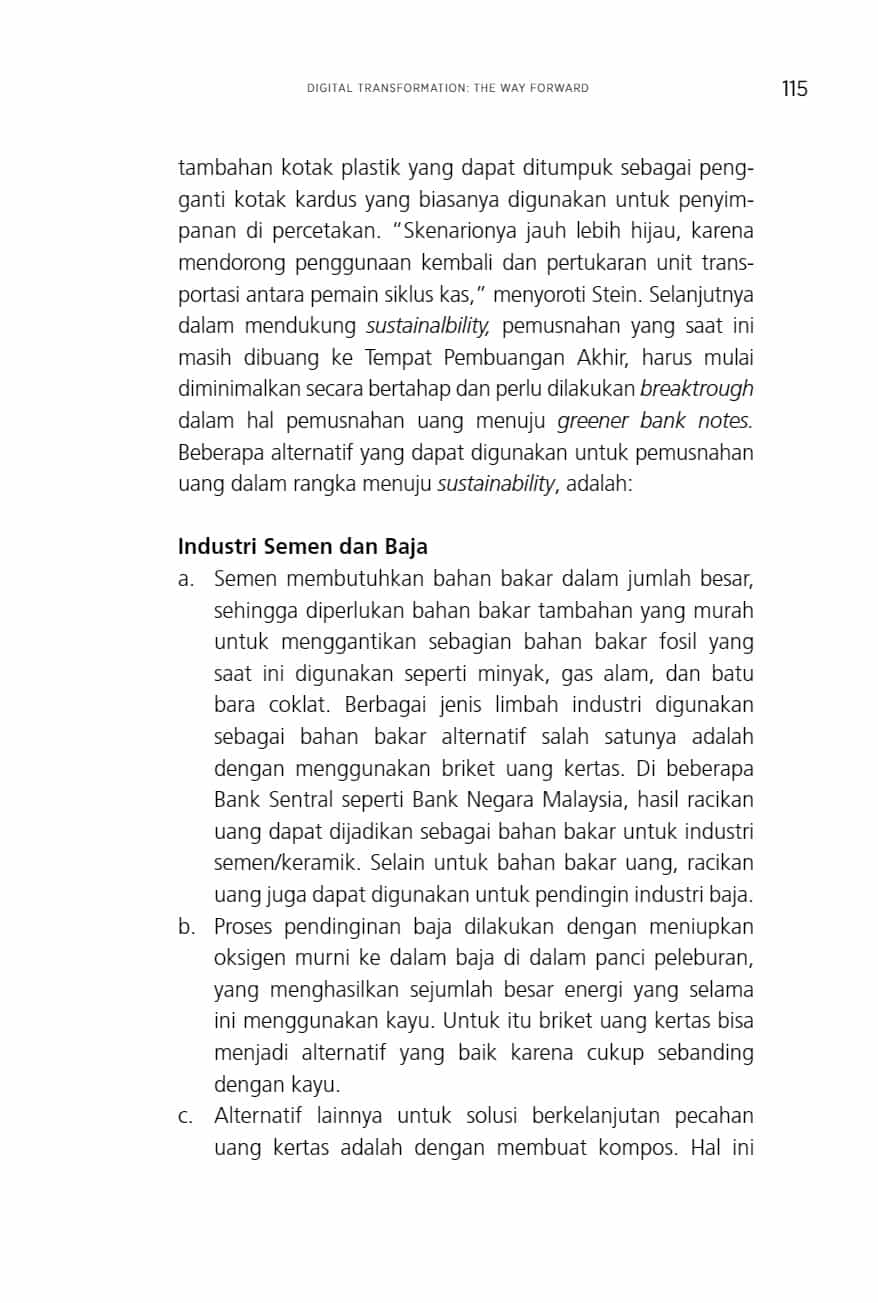 DIGITAL TRANSFORMATION: THE WAY FORWARD 115
tambahan kotak plastik yang dapat ditumpuk sebagai peng-
ganti kotak kardus yang biasanya digunakan untuk penyim-
panan di percetakan. “Skenarionya jauh lebih hijau, karena
mendorong penggunaan kembali dan pertukaran unit trans-
portasi antara pemain siklus kas,” menyoroti Stein. Selanjutnya
dalam mendukung sustainalbility, pemusnahan yang saat ini
masih dibuang ke Tempat Pembuangan Akhir, harus mulai
diminimalkan secara bertahap dan perlu dilakukan breaktrough
dalam hal pemusnahan uang menuju greener bank notes.
Beberapa alternatif yang dapat digunakan untuk pemusnahan
uang dalam rangka menuju sustainability, adalah:
Industri Semen dan Baja
a. Semen membutuhkan bahan bakar dalam jumlah besar,
sehingga diperlukan bahan bakar tambahan yang murah
untuk menggantikan sebagian bahan bakar fosil yang
saat ini digunakan seperti minyak, gas alam, dan batu
bara coklat. Berbagai jenis limbah industri digunakan
sebagai bahan bakar alternatif salah satunya adalah
dengan menggunakan briket uang kertas. Di beberapa
Bank Sentral seperti Bank Negara Malaysia, hasil racikan
uang dapat dijadikan sebagai bahan bakar untuk industri
semen/keramik. Selain untuk bahan bakar uang, racikan
uang juga dapat digunakan untuk pendingin industri baja.
b. Proses pendinginan baja dilakukan dengan meniupkan
oksigen murni ke dalam baja di dalam panci peleburan,
yang menghasilkan sejumlah besar energi yang selama
ini menggunakan kayu. Untuk itu briket uang kertas bisa
menjadi alternatif yang baik karena cukup sebanding
dengan kayu.
c. Alternatif lainnya untuk solusi berkelanjutan pecahan
uang kertas adalah dengan membuat kompos. Hal ini